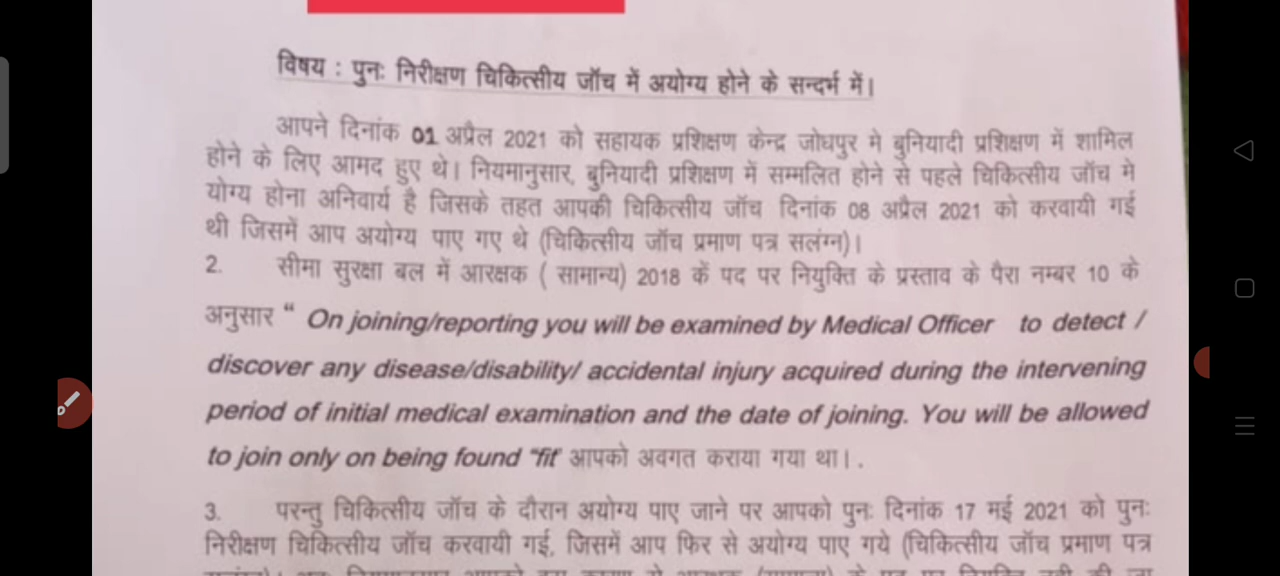 विषय : पुनः निरीक्षण चिकित्सीय जॉच में अयोग्य होने के सन्दर्भ में।
आपने दिनांक 01 अप्रैल 2021 को सहायक प्रशिक्षण केन्द्र जोधपुर मे बुनियादी प्रशिक्षण में शामिल
होने के लिए आमद हुए थे। नियमानुसार, बुनियादी प्रशिक्षण में सम्मलित होने से पहले चिकित्सीय जॉच मे
योग्य होना अनिवार्य है जिसके तहत आपकी चिकित्सीय जॉच दिनांक 08 अप्रैल 2021 को करवायी गई
थी जिसमें आप अयोग्य पाए गए थे (चिकित्सीय जॉच प्रमाण पत्र सलंग्न)।
2. सीमा सुरक्षा बल में आरक्षक ( सामान्य) 2018 कें पद पर नियुक्ति के प्रस्ताव के पैरा नम्बर 10 के
अनुसार “ On joining/reporting you will be examined by Medical Officer to detect /
discover any disease/disability/ accidental injury acquired during the intervening
period of initial medical examination and the date of joining. You will be allowed
to join only on being found "fit' आपको अवगत कराया गया था।.
3. परन्तु चिकित्सीय जॉच के दौरान अयोग्य पाए जाने पर आपको पुनः दिनांक 17 मई 2021 को पुनः
निरीक्षण चिकित्सीय जॉच करवायी गई, जिसमें आप फिर से अयोग्य पाए गये (चिकित्सीय जॉच प्रमाण पत्र